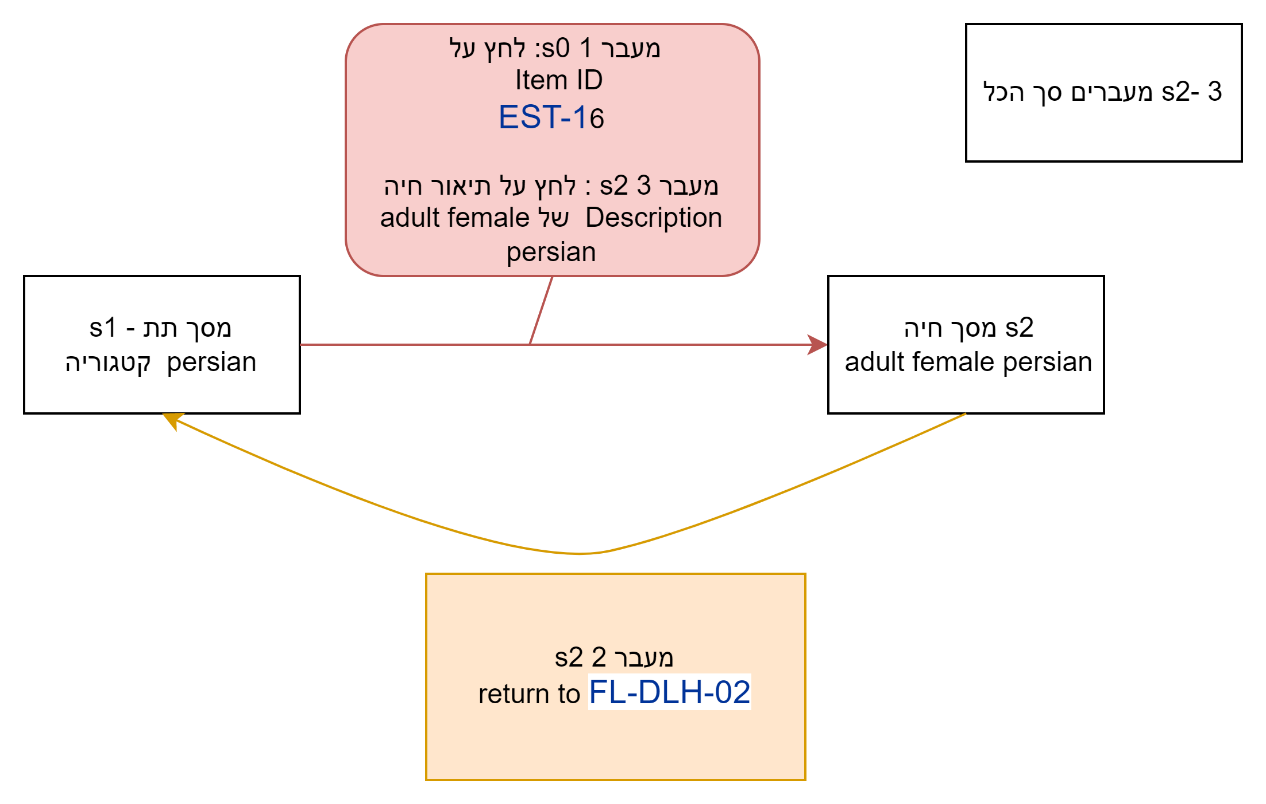 מעבר 1 s0: לחץ על
Item ID
EST-16
מעבר 3 s2 : לחץ על תיאור חיה
adult female של Description
persian
s2- 3 מעברים סך הכל
s1 - מסך תת
קטגוריה persian
s2 מסך חיה
adult female persian
מעבר 2 s2
return to FL-DLH-02